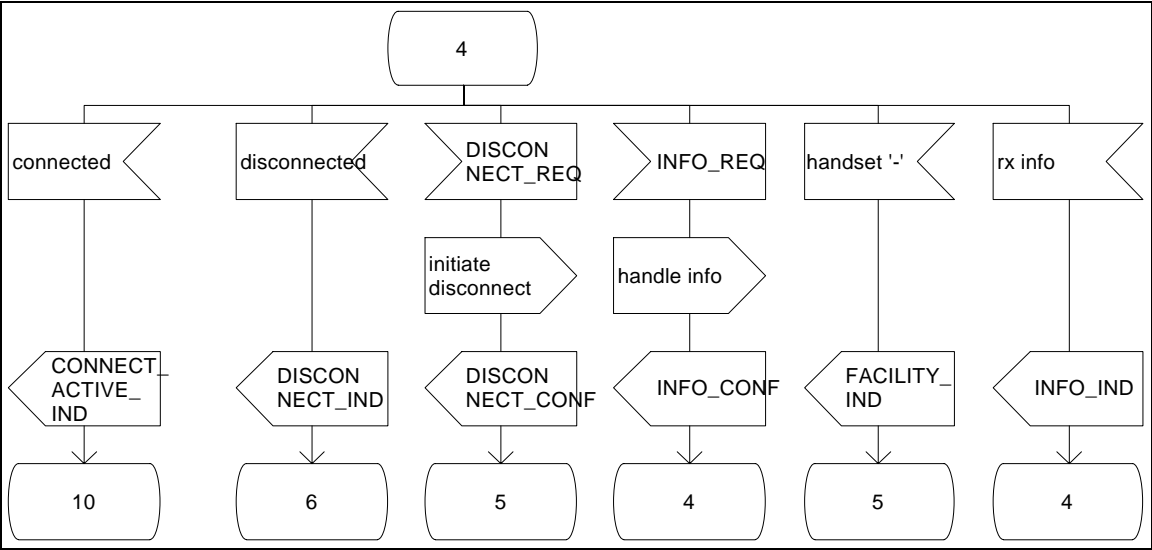 4
connected
disconnected
DISCON
NECT_REQ
INFO_REQ
handset '-'
rx info
initiate
disconnect
handle info
CONNECT_
ACTIVE_
IND
DISCON
NECT_IND
DISCON
NECT_CONF
INFO_CONF
FACILITY_
IND
INFO_IND
10
6
5
4
5
4